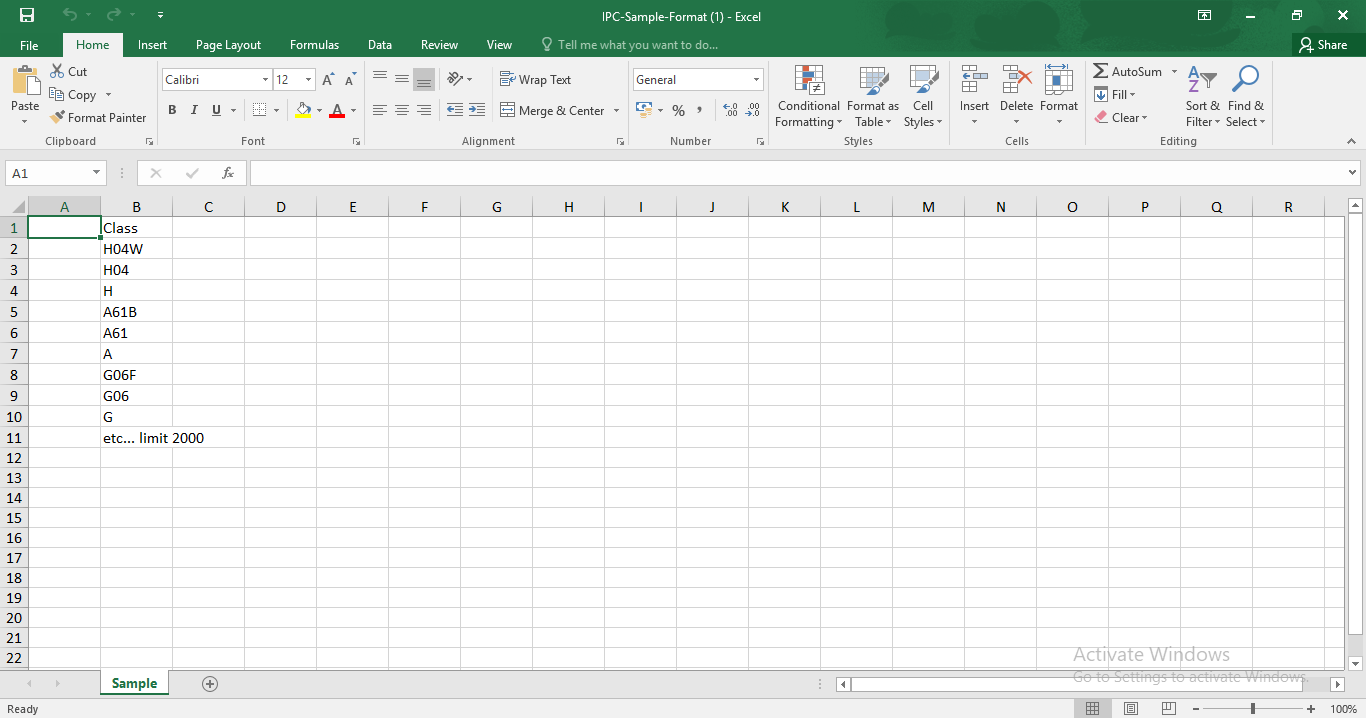 IPC-Sample-Format (1) - Excel
File Home Insert Page Layout Formulas Data Review View Tell me what you want to do... Share
Paste Cut Copy Format Painter
Calibri 12 A A
B I U A
Wrap Text
Merge & Center
General
% , .0 .00 .00 .0
Conditional Formatting Format as Table Cell Styles
Insert Delete Format
AutoSum Fill Clear
Sort & Filter Find & Select
Clipboard Font Alignment Number Styles Cells Editing
A1 fx
A B C D E F G H I J K L M N O P Q R
1 Class
2 H04W
3 H04
4 H
5 A61B
6 A61
7 A
8 G06F
9 G06
10 G
11 etc... limit 2000
12
13
14
15
16
17
18
19
20
21
22
Activate Windows
Go to Settings to activate Windows.
Sample
Ready 100%